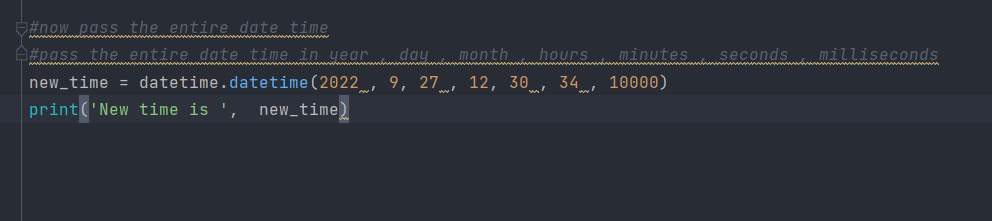 #now pass the entire date time
#pass the entire date time in year , day , month , hours , minutes , seconds , milliseconds
new_time = datetime.datetime(2022 , 9, 27 , 12, 30 , 34 , 10000)
print('New time is ',  new_time)